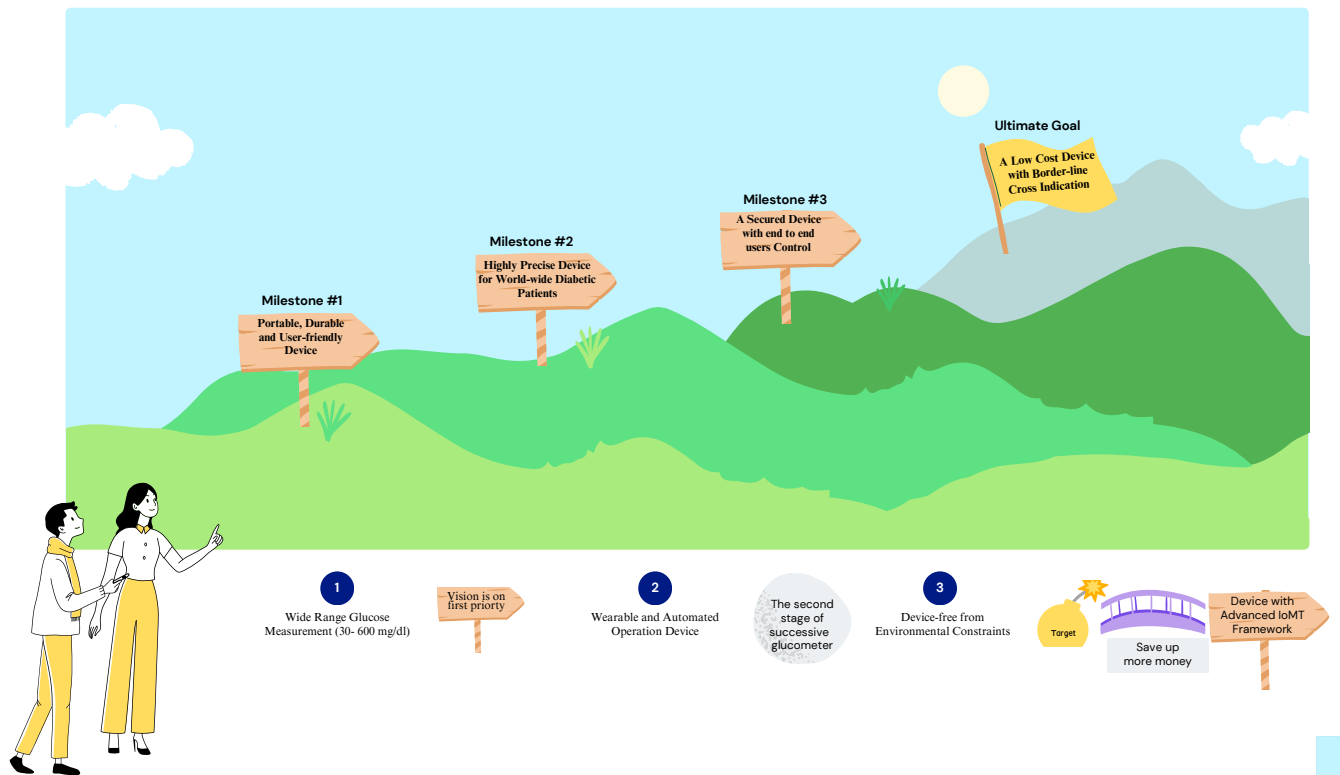 Ultimate Goal
A Low Cost Device
with Border-line
Cross Indication
Milestone #3
A Secured Device
with end to end
users Control
Milestone #2
Highly Precise Device
for World-wide Diabetic
Patients
Milestone #1
Portable, Durable
and User-friendly
Device
1
Wide Range Glucose
Measurement (30- 600 mg/dl)
Vision is on
first priorty
2
Wearable and Automated
Operation Device
The second
stage of
successive
glucometer
3
Device-free from
Environmental Constraints
Target
Save up
more money
Device with
Advanced IoMT
Framework